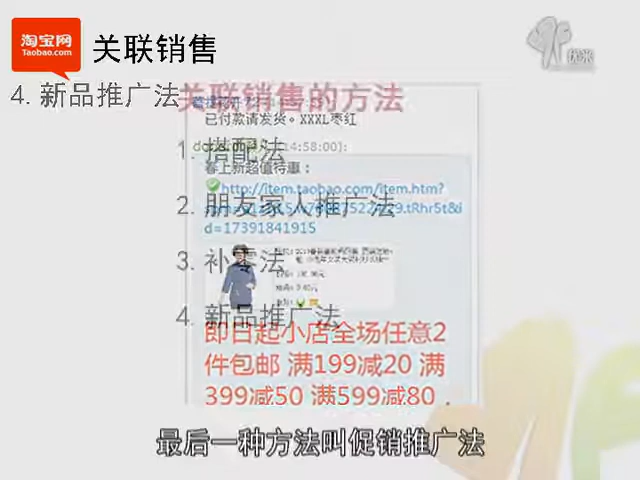 淘宝网
Taobao.com
关联销售
优米
4. 新品推广法
关联销售的方法
已付款请发货。XXXL枣红
14:58:00):
1. 搭配法
春上新超值特惠：
http://item.taobao.com/item.htm?
2. 朋友家人推广法
d=17391841915
3. 补零法
4. 新品推广法
即日起小店全场任意2
件包邮 满199减20 满
399减50 满599减80，
最后一种方法叫促销推广法